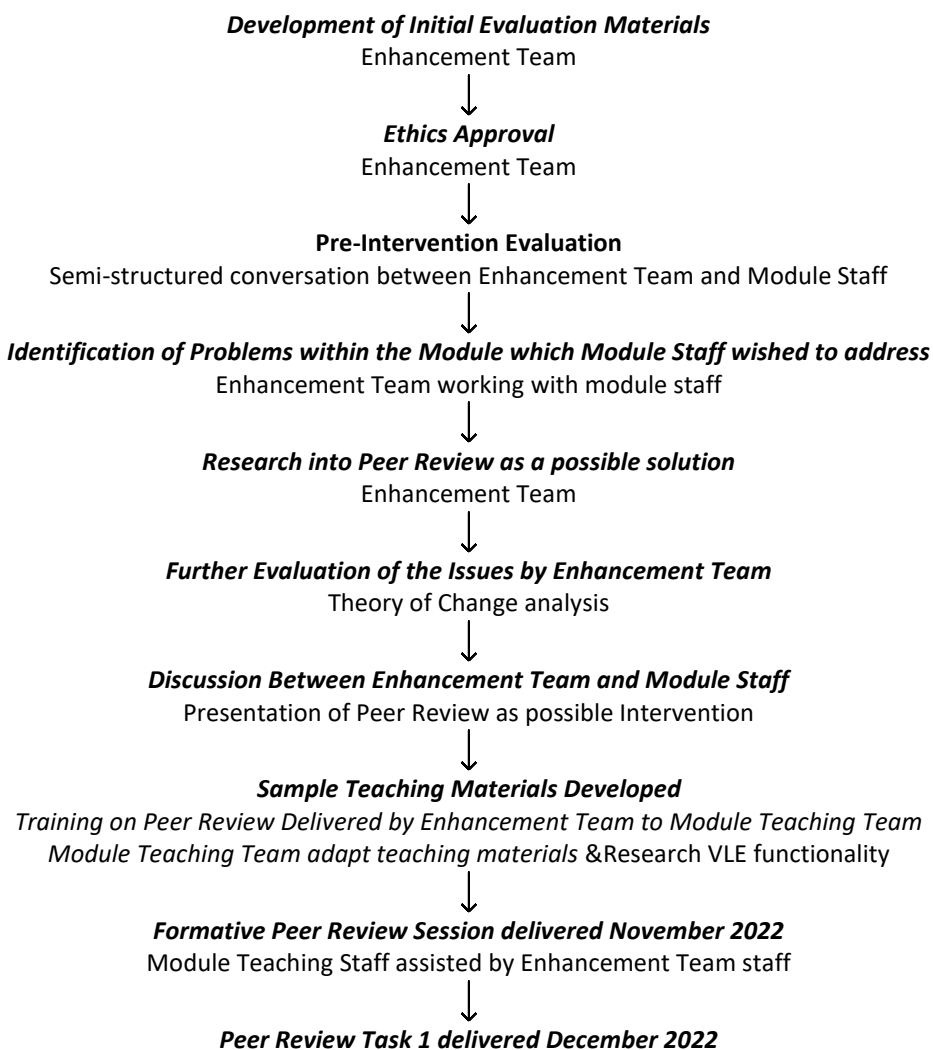 Development of Initial Evaluation Materials
Enhancement Team
Ethics Approval
Enhancement Team
Pre-Intervention Evaluation
Semi-structured conversation between Enhancement Team and Module Staff
Identification of Problems within the Module which Module Staff wished to address
Enhancement Team working with module staff
Research into Peer Review as a possible solution
Enhancement Team
Further Evaluation of the Issues by Enhancement Team
Theory of Change analysis
Discussion Between Enhancement Team and Module Staff
Presentation of Peer Review as possible Intervention
Sample Teaching Materials Developed
Training on Peer Review Delivered by Enhancement Team to Module Teaching Team
Module Teaching Team adapt teaching materials &Research VLE functionality
Formative Peer Review Session delivered November 2022
Module Teaching Staff assisted by Enhancement Team staff
Peer Review Task 1 delivered December 2022